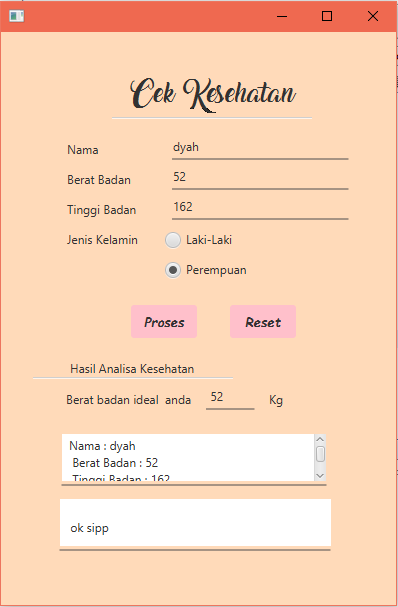 Cek Kesehatan
Nama dyah
Berat Badan 52
Tinggi Badan 162
Jenis Kelamin Laki-Laki
Perempuan
Proses Reset
Hasil Analisa Kesehatan
Berat badan ideal anda 52 Kg
Nama : dyah
Berat Badan : 52
Tinggi Badan : 162
ok sipp